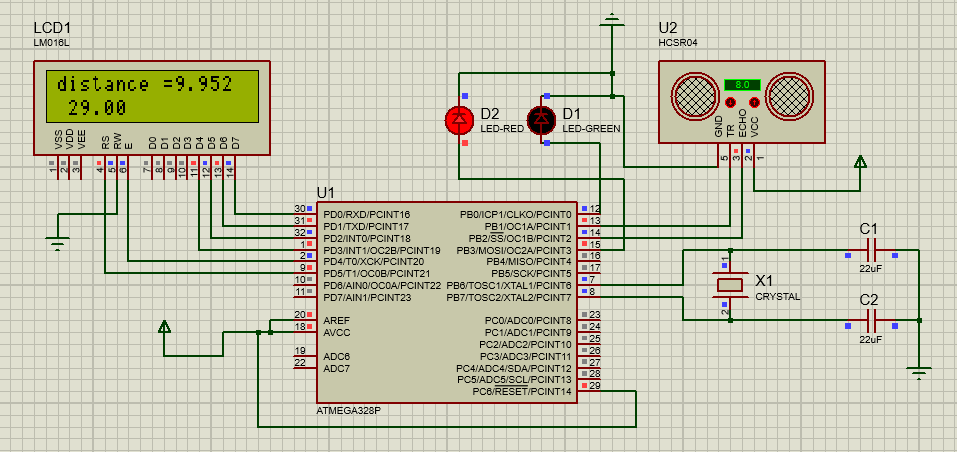 LCD1
LM016L
distance =9.952
29.00
VSS
VDD
VEE
RS
RW
E
D0
D1
D2
D3
D4
D5
D6
D7
1
2
3
4
5
6
7
8
9
10
11
12
13
14
D2
LED-RED
D1
LED-GREEN
U2
HCSR04
8.0
GND
TR
ECHO
VCC
5
3
2
1
U1
30 PD0/RXD/PCINT16
31 PD1/TXD/PCINT17
32 PD2/INT0/PCINT18
1 PD3/INT1/OC2B/PCINT19
2 PD4/T0/XCK/PCINT20
9 PD5/T1/OC0B/PCINT21
10 PD6/AIN0/OC0A/PCINT22
11 PD7/AIN1/PCINT23
20 AREF
18 AVCC
19 ADC6
22 ADC7
PB0/ICP1/CLKO/PCINT0 12
PB1/OC1A/PCINT1 13
PB2/SS/OC1B/PCINT2 14
PB3/MOSI/OC2A/PCINT3 15
PB4/MISO/PCINT4 16
PB5/SCK/PCINT5 17
PB6/TOSC1/XTAL1/PCINT6 7
PB7/TOSC2/XTAL2/PCINT7 8
PC0/ADC0/PCINT8 23
PC1/ADC1/PCINT9 24
PC2/ADC2/PCINT10 25
PC3/ADC3/PCINT11 26
PC4/ADC4/SDA/PCINT12 27
PC5/ADC5/SCL/PCINT13 28
PC6/RESET/PCINT14 29
ATMEGA328P
X1
CRYSTAL
1
2
C1
22uF
C2
22uF